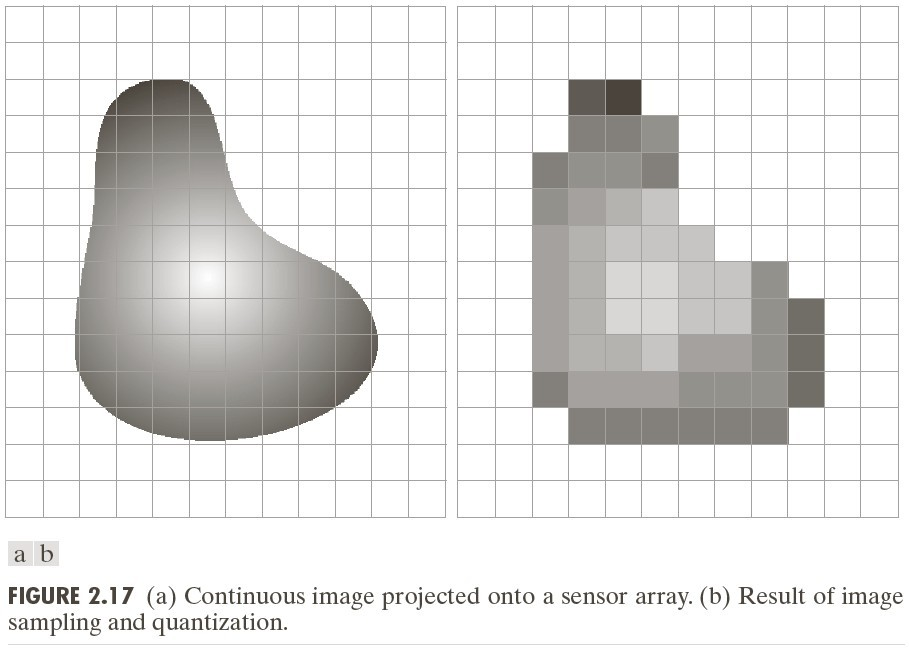 a b
FIGURE 2.17 (a) Continuous image projected onto a sensor array. (b) Result of image
sampling and quantization.